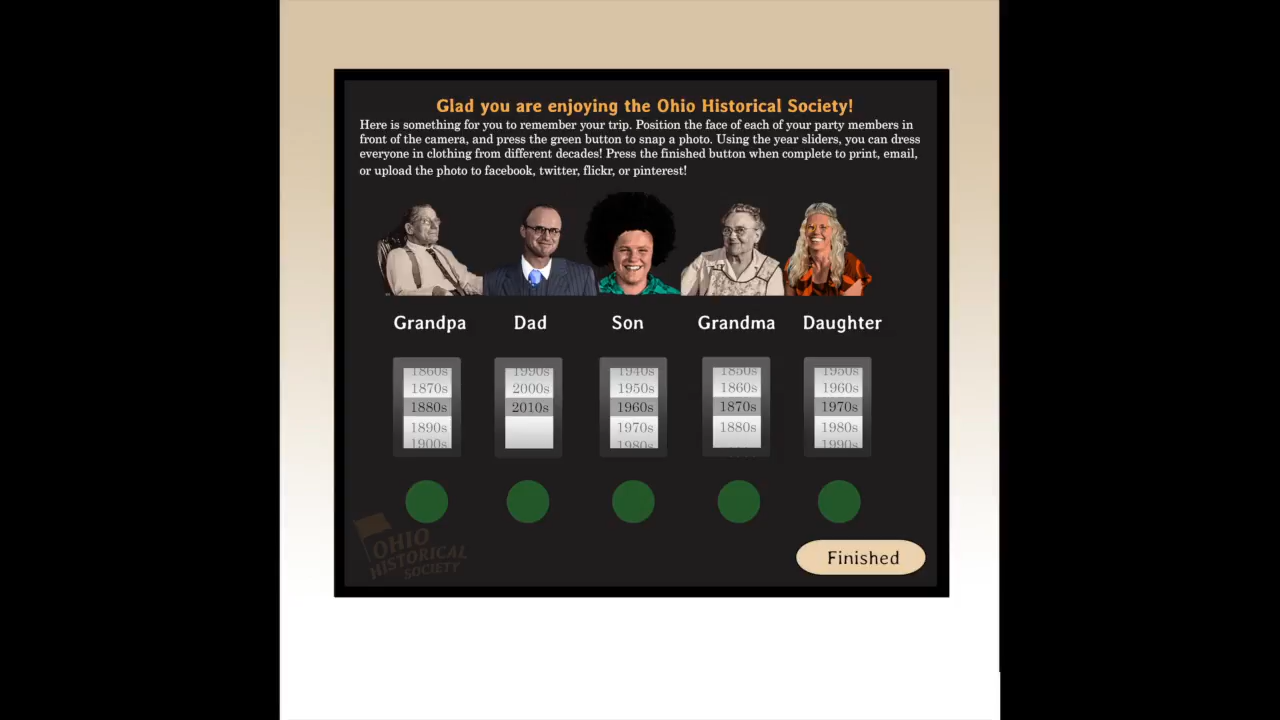 Glad you are enjoying the Ohio Historical Society!
Here is something for you to remember your trip. Position the face of each of your party members in
front of the camera, and press the green button to snap a photo. Using the year sliders, you can dress
everyone in clothing from different decades! Press the finished button when complete to print, email,
or upload the photo to facebook, twitter, flickr, or pinterest!
Grandpa Dad Son Grandma Daughter
1860s 1990s 1940s 1850s 1950s
1870s 2000s 1950s 1860s 1960s
1880s 2010s 1960s 1870s 1970s
1890s 1970s 1880s 1980s
1900s 1980s 1990s
OHIO
HISTORICAL
SOCIETY
Finished